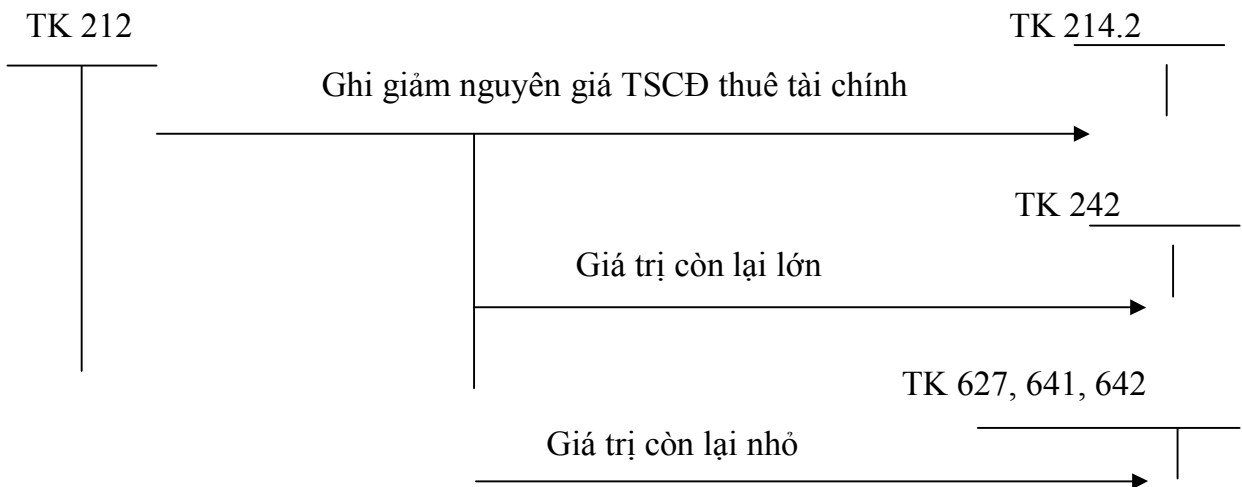 TK 212
TK 214.2
Ghi giảm nguyên giá TSCĐ thuê tài chính
TK 242
Giá trị còn lại lớn
TK 627, 641, 642
Giá trị còn lại nhỏ